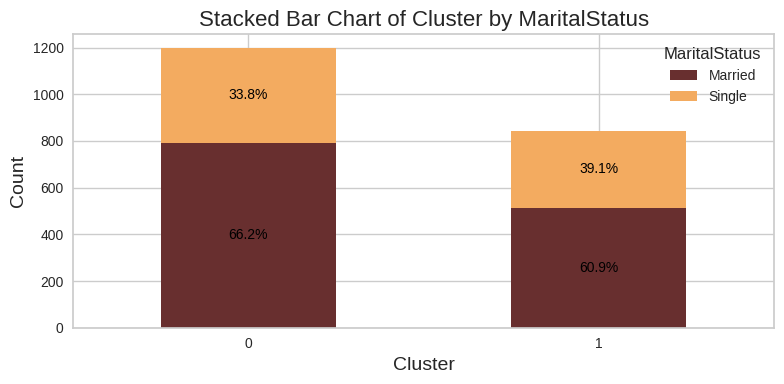 Stacked Bar Chart of Cluster by MaritalStatus
MaritalStatus
Married
Single
Count
1200
1000
800
600
400
200
0
33.8%
66.2%
39.1%
60.9%
0
1
Cluster